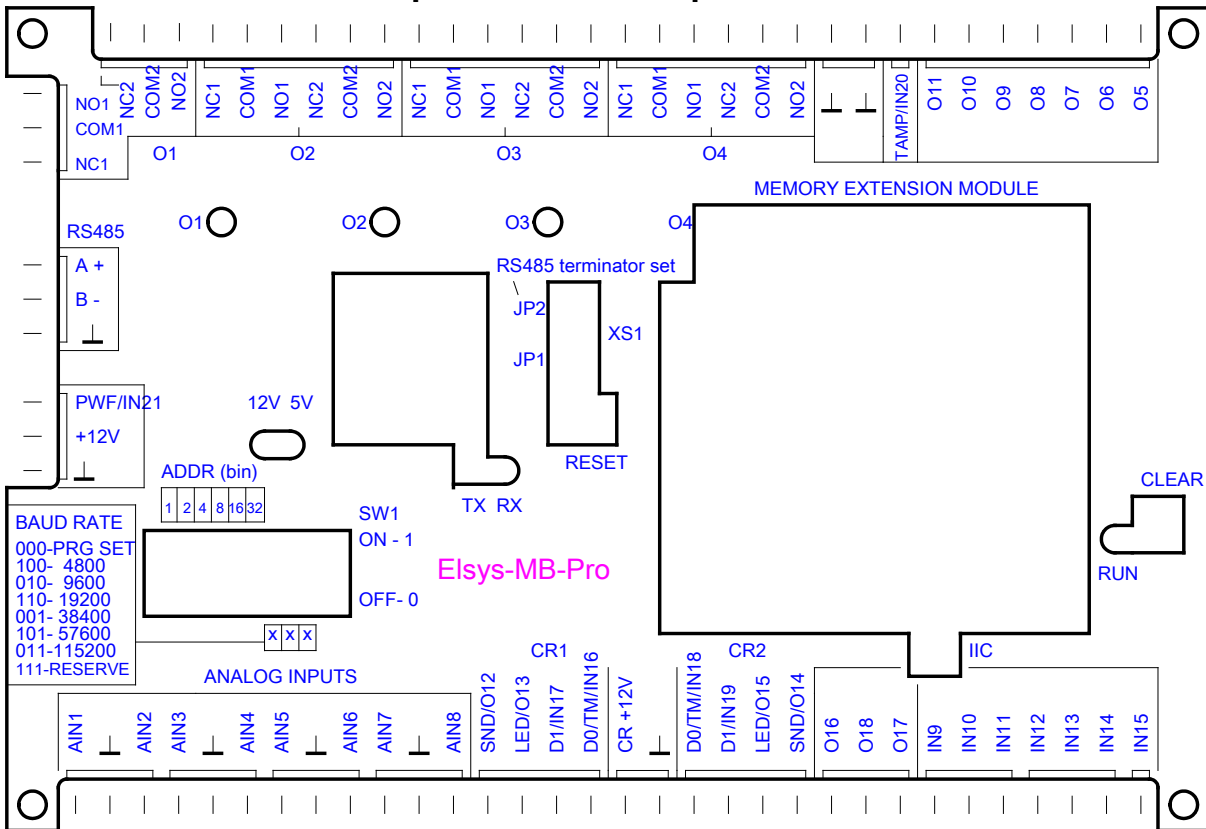 NO1
COM1
NC1
NC2
COM2
NO2
NC1
COM1
NO1
NC2
COM2
NO2
NC1
COM1
NO1
NC2
COM2
NO2
NC1
COM1
NO1
NC2
COM2
NO2
TAMP/IN20
O11
O10
O9
O8
O7
O6
O5
O1
O2
O3
O4
MEMORY EXTENSION MODULE
O1
O2
O3
O4
RS485
A +
B -
RS485 terminator set
JP2
JP1
XS1
RESET
PWF/IN21
+12V
12V 5V
ADDR (bin)
1 2 4 8 16 32
TX RX
SW1
ON - 1
OFF- 0
CLEAR
RUN
Elsys-MB-Pro
BAUD RATE
000-PRG SET
100- 4800
010- 9600
110- 19200
001- 38400
101- 57600
011-115200
111-RESERVE
x x x
ANALOG INPUTS
CR1
CR2
IIC
AIN1
AIN2
AIN3
AIN4
AIN5
AIN6
AIN7
AIN8
SND/O12
LED/O13
D1/IN17
D0/TM/IN16
CR +12V
D0/TM/IN18
D1/IN19
LED/O15
SND/O14
O16
O18
O17
IN9
IN10
IN11
IN12
IN13
IN14
IN15